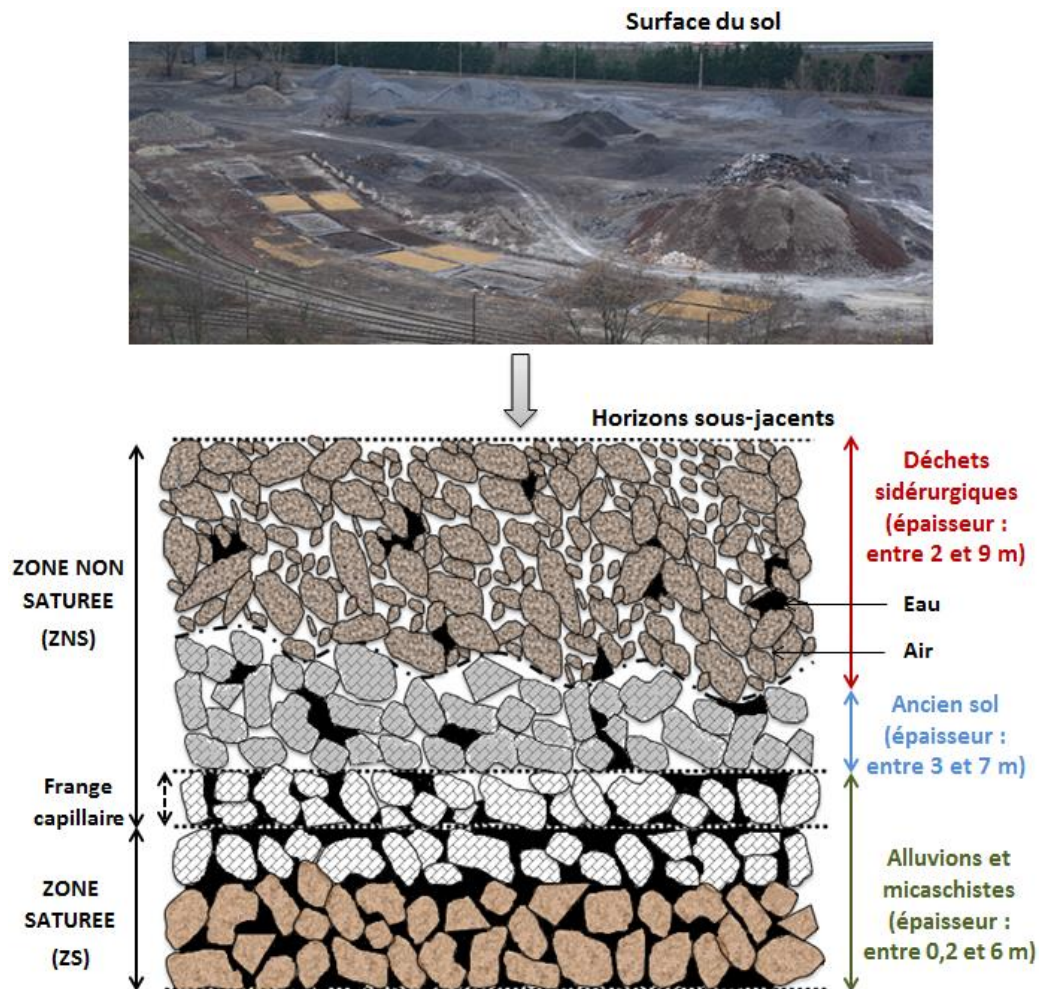 Surface du sol
Horizons sous-jacents
ZONE NON
SATUREE
(ZNS)
Frange
capillaire
ZONE
SATUREE
(ZS)
Déchets
sidérurgiques
(épaisseur :
entre 2 et 9 m)
Eau
Air
Ancien sol
(épaisseur :
entre 3 et 7 m)
Alluvions et
micaschistes
(épaisseur :
entre 0,2 et 6 m)